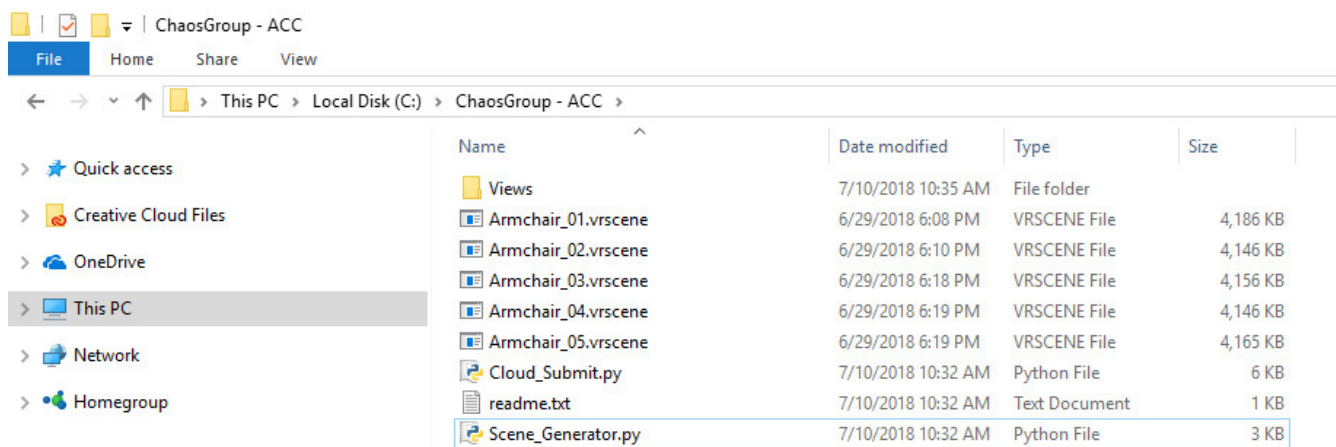 ChaosGroup - ACC
File Home Share View
This PC > Local Disk (C:) > ChaosGroup - ACC >
Name Date modified Type Size
Quick access
Creative Cloud Files
OneDrive
This PC
Network
Homegroup
Views 7/10/2018 10:35 AM File folder
Armchair_01.vrscene 6/29/2018 6:08 PM VRSCENE File 4,186 KB
Armchair_02.vrscene 6/29/2018 6:10 PM VRSCENE File 4,146 KB
Armchair_03.vrscene 6/29/2018 6:18 PM VRSCENE File 4,156 KB
Armchair_04.vrscene 6/29/2018 6:19 PM VRSCENE File 4,146 KB
Armchair_05.vrscene 6/29/2018 6:19 PM VRSCENE File 4,165 KB
Cloud_Submit.py 7/10/2018 10:32 AM Python File 6 KB
readme.txt 7/10/2018 10:32 AM Text Document 1 KB
Scene_Generator.py 7/10/2018 10:32 AM Python File 3 KB